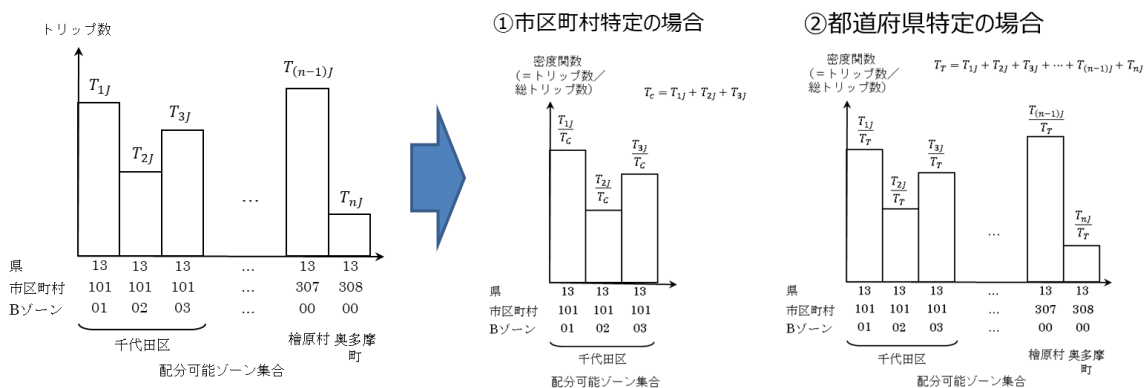 トリップ数
T1J
T2J
T3J
...
T(n−1)J
TnJ
県 13 13 13 ... 13 13
市区町村 101 101 101 ... 307 308
Bゾーン 01 02 03 ... 00 00
千代田区
檜原村
奥多摩
町
配分可能ゾーン集合
①市区町村特定の場合
密度関数
(=トリップ数/
総トリップ数)
Tc = T1J + T2J + T3J
T1J/TC
T2J/TC
T3J/TC
県 13 13 13
市区町村 101 101 101
Bゾーン 01 02 03
千代田区
配分可能ゾーン集合
②都道府県特定の場合
密度関数
(=トリップ数/
総トリップ数)
TT = T1J + T2J + T3J + ⋯ + T(n−1)J + TnJ
T1J/TT
T2J/TT
T3J/TT
...
T(n−1)J/TT
TnJ/TT
県 13 13 13 ... 13 13
市区町村 101 101 101 ... 307 308
Bゾーン 01 02 03 ... 00 00
千代田区
檜原村
奥多摩
町
配分可能ゾーン集合